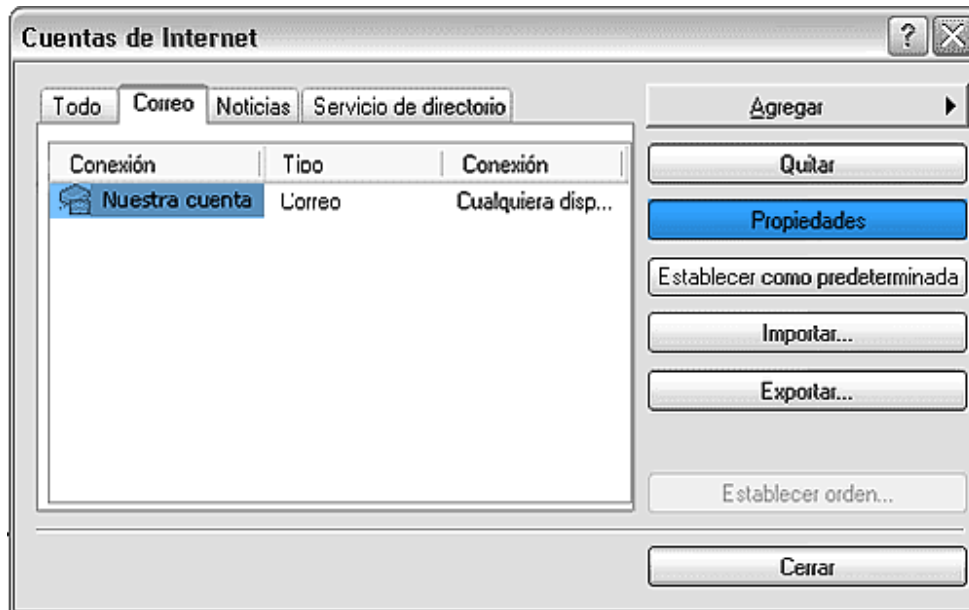 Cuentas de Internet
Todo Correo Noticias Servicio de directorio
Conexión Tipo Conexión
Nuestra cuenta Correo Cualquiera disp...
Agregar
Quitar
Propiedades
Establecer como predeterminada
Importar...
Exportar...
Establecer orden...
Cerrar